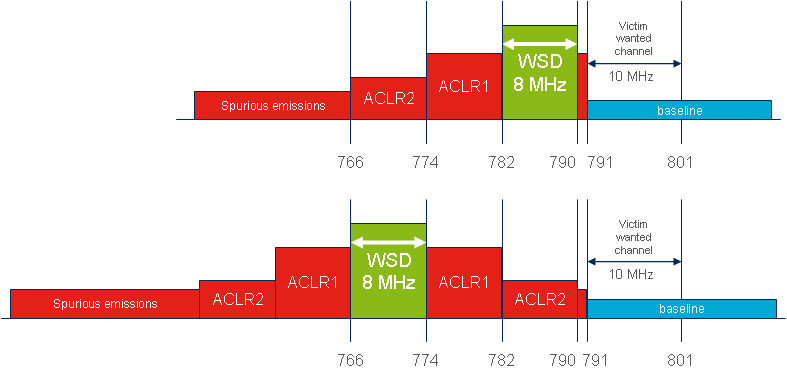 Victim
wanted
channel
WSD
8 MHz
10 MHz
ACLR1
ACLR2
Spurious emissions
baseline
766 774 782 790 791 801
Victim
wanted
channel
WSD
8 MHz
10 MHz
ACLR1 ACLR1
ACLR2 ACLR2
Spurious emissions
baseline
766 774 782 790 791 801